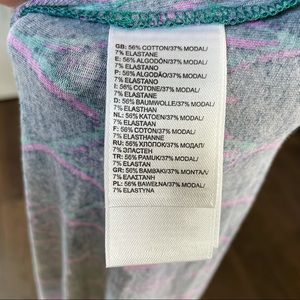 GB: 56% COTTON/37% MODAL/
7% ELASTANE
E: 56% ALGODÓN/37% MODAL/
7% ELASTANO
P: 56% ALGODÃO/37% MODAL/
7% ELASTANO
I: 56% COTONE/37% MODAL/
7% ELASTANE
D: 56% BAUMWOLLE/37% MODAL/
7% ELASTHAN
NL: 56% KATOEN/37% MODAL/
7% ELASTAAN
F: 56% COTON/37% MODAL/
7% ELASTHANNE
RU: 56% ХЛОПОК/37% МОДАЛ/
7% ЭЛАСТЕН
TR: 56% PAMUK/37% MODAL/
7% ELASTAN
GR: 56% ΒΑΜΒΑΚΙ/37% ΜΟΝΤΑΛ/
7% ΕΛΑΣΤΑΝΗ
PL: 56% BAWEŁNA/37% MODAL/
7% ELASTYNA